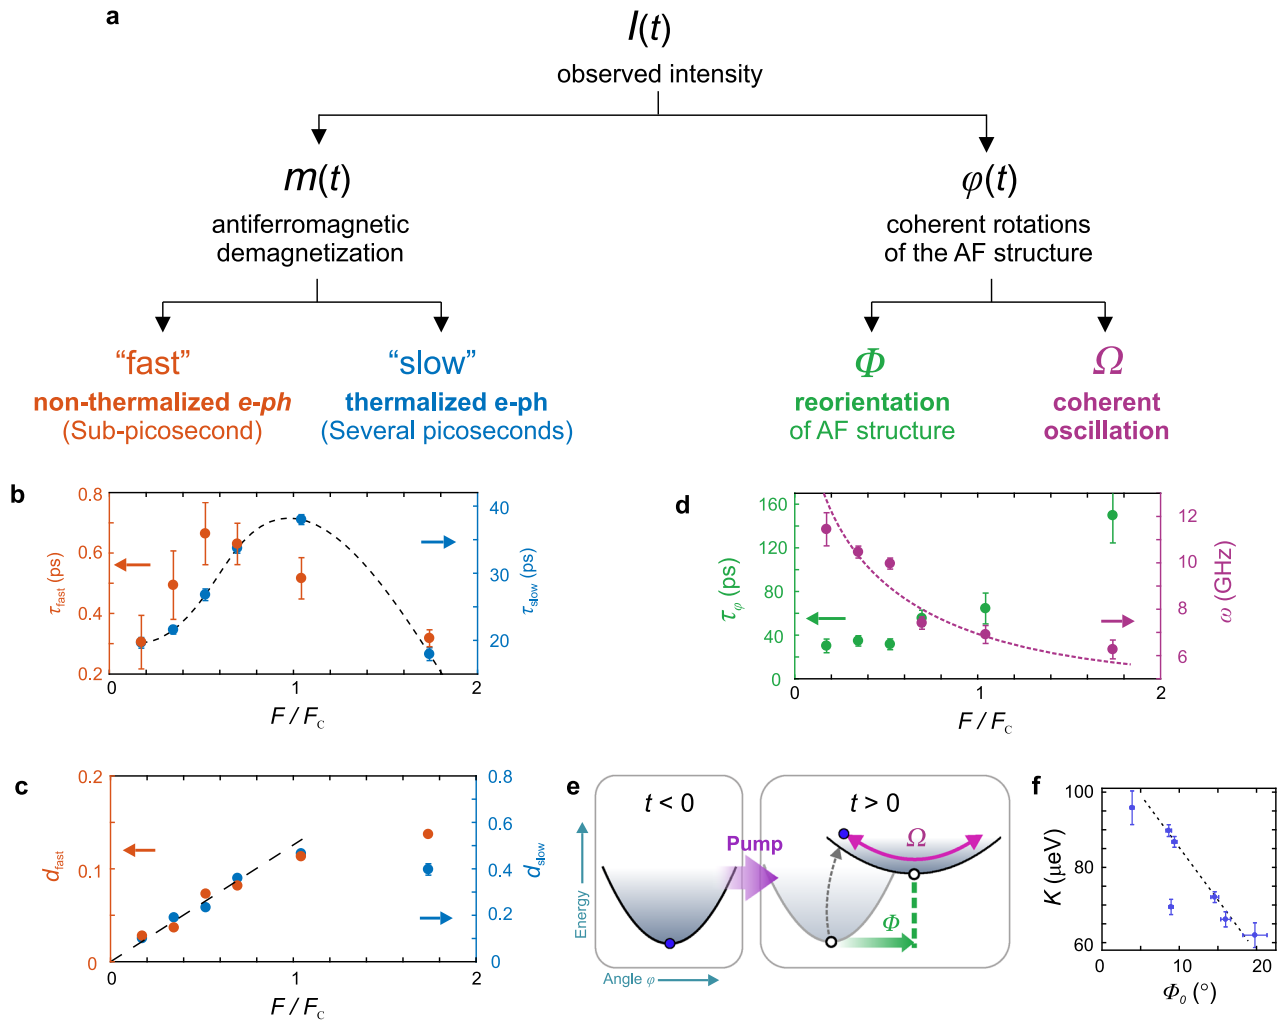 a
I(t)
observed intensity
m(t)
φ(t)
antiferromagnetic
demagnetization
coherent rotations
of the AF structure
“fast”
“slow”
Φ
Ω
non-thermalized e-ph
(Sub-picosecond)
thermalized e-ph
(Several picoseconds)
reorientation
of AF structure
coherent
oscillation
b
0.8
0.6
0.4
0.2
τfast (ps)
40
30
20
10
τslow (ps)
0
1
2
F / Fc
d
160
120
80
40
0
τφ (ps)
12
10
8
6
ω (GHz)
0
1
2
F / Fc
c
0.2
0.1
0
dfast
0.8
0.6
0.4
0.2
0
dslow
0
1
2
F / Fc
e
t < 0
t > 0
Pump
Ω
Φ
Energy
Angle φ
f
100
80
60
K (μeV)
0
10
20
Φ0 (°)